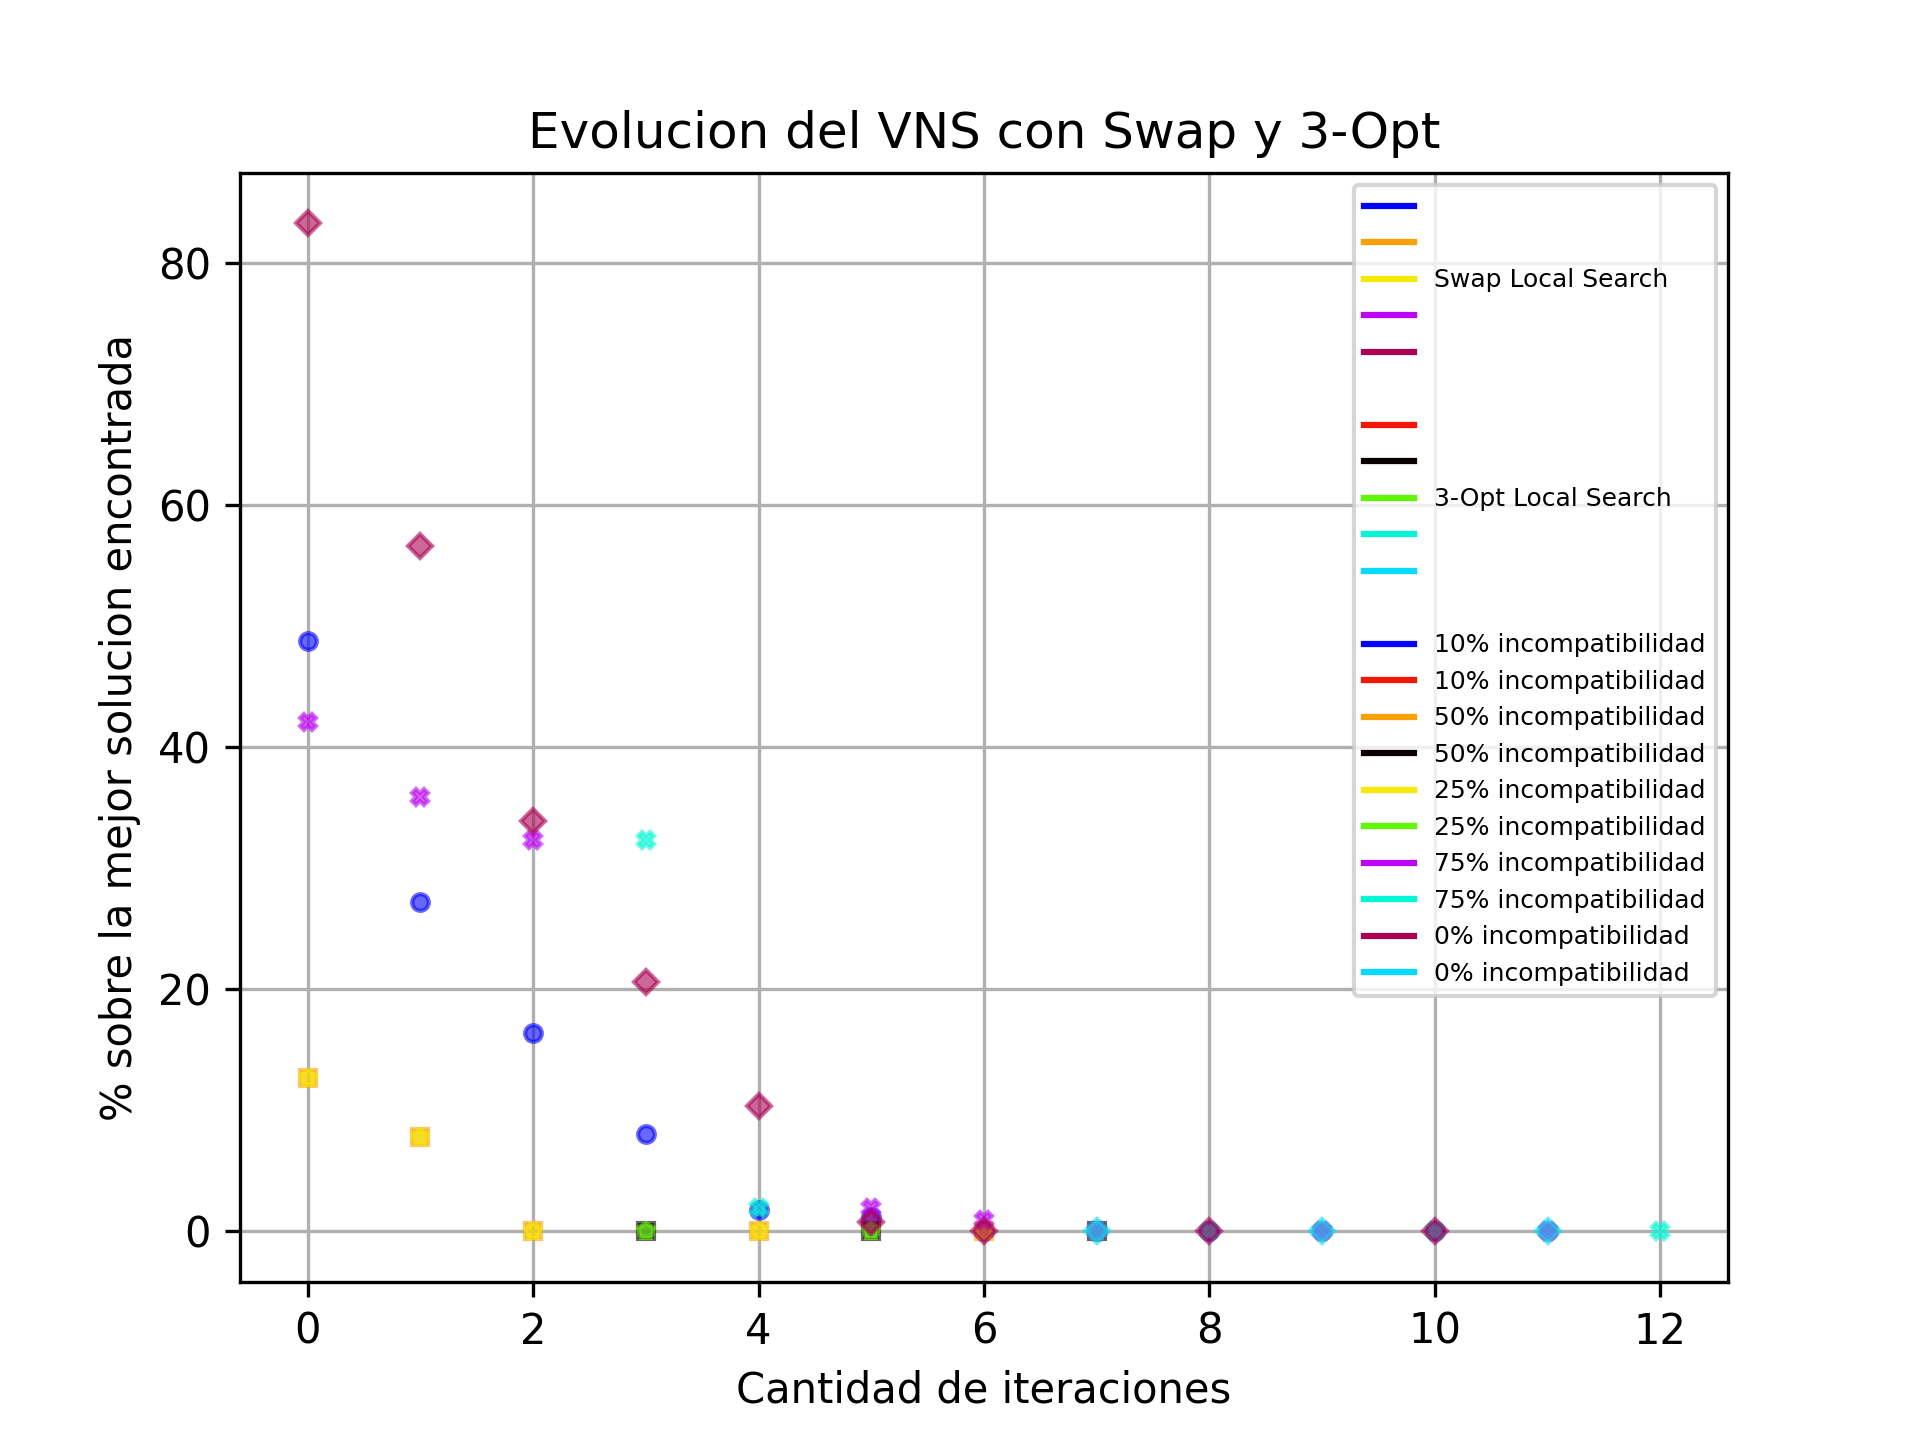 Evolucion del VNS con Swap y 3-Opt
% sobre la mejor solucion encontrada
80
60
40
20
0
Swap Local Search
3-Opt Local Search
10% incompatibilidad
10% incompatibilidad
50% incompatibilidad
50% incompatibilidad
25% incompatibilidad
25% incompatibilidad
75% incompatibilidad
75% incompatibilidad
0% incompatibilidad
0% incompatibilidad
0 2 4 6 8 10 12
Cantidad de iteraciones